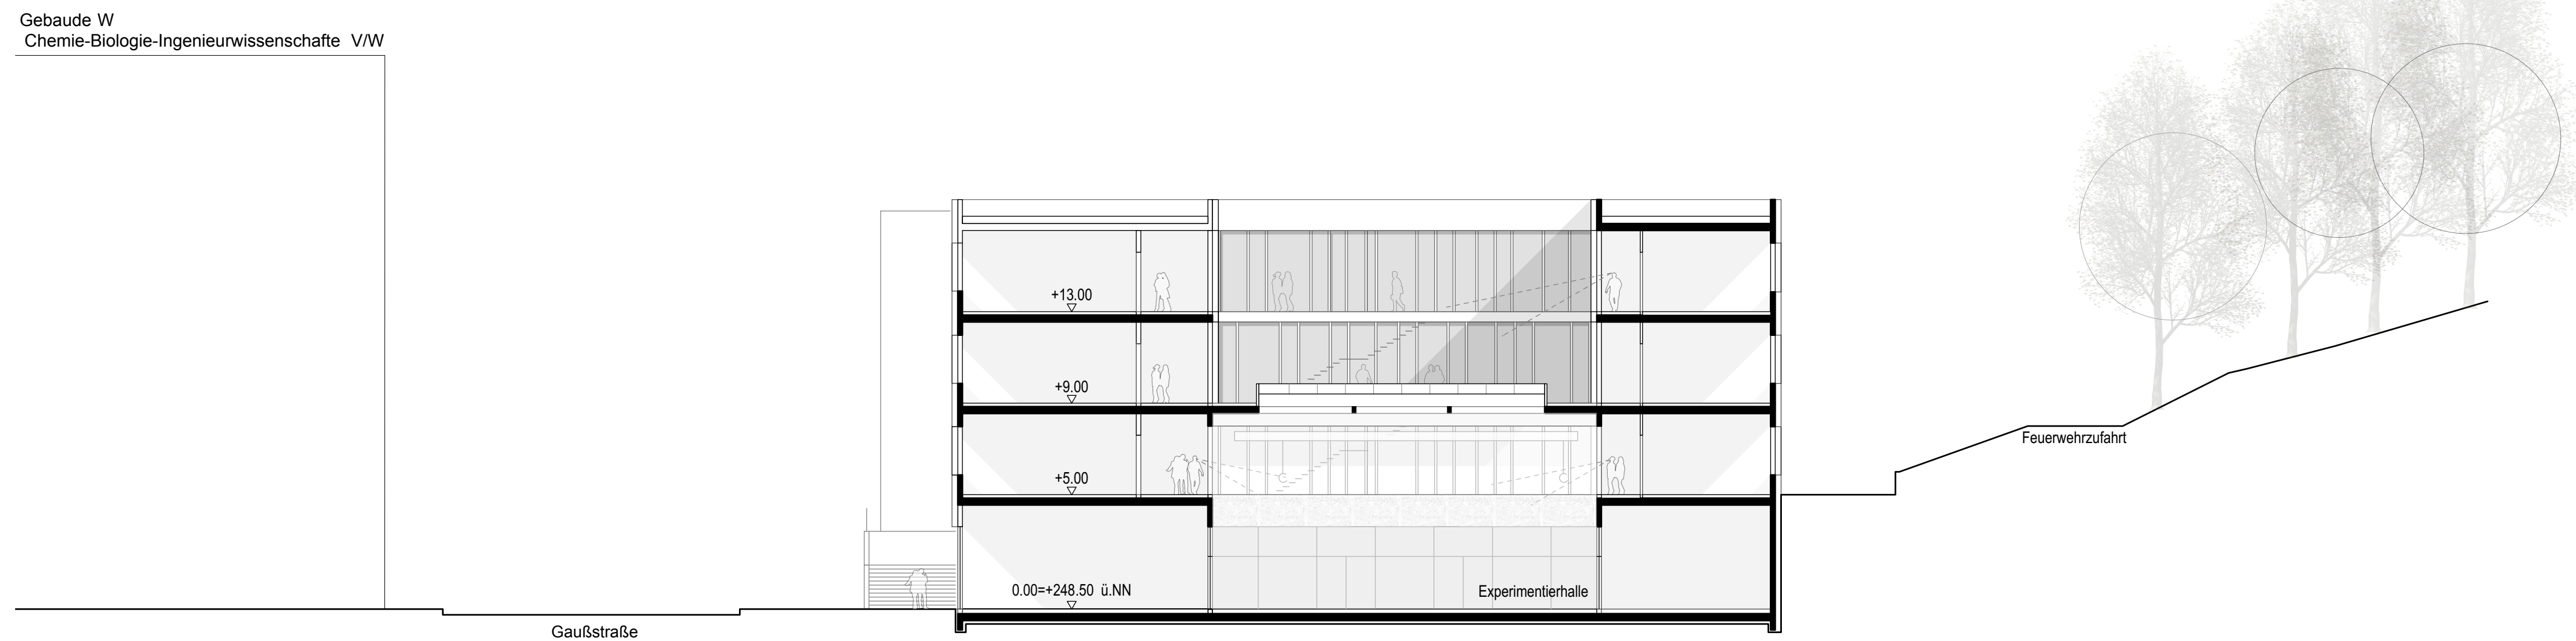 Gebaude W
Chemie-Biologie-Ingenieurwissenschafte V/W
+13.00
+9.00
+5.00
0.00=+248.50 ü.NN
Experimentierhalle
Feuerwehrzufahrt
Gaußstraße